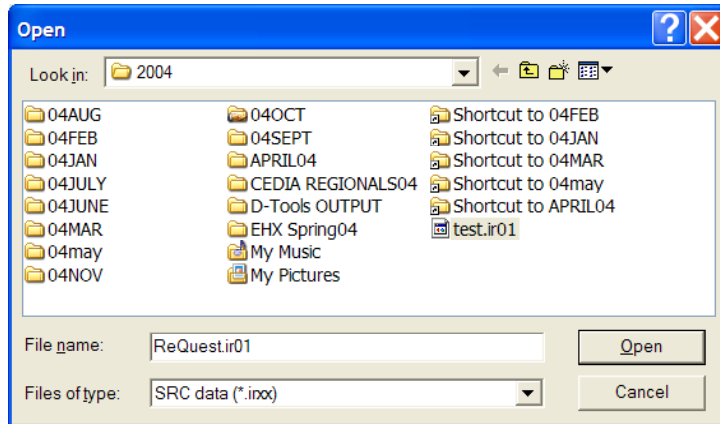 Open
Look in: 2004
04AUG 04OCT Shortcut to 04FEB
04FEB 04SEPT Shortcut to 04JAN
04JAN APRIL04 Shortcut to 04MAR
04JULY CEDIA REGIONALS04 Shortcut to 04may
04JUNE D-Tools OUTPUT Shortcut to APRIL04
04MAR EHX Spring04 test.ir01
04may My Music
04NOV My Pictures
File name: ReQuest.ir01 Open
Files of type: SRC data (*.irxx) Cancel